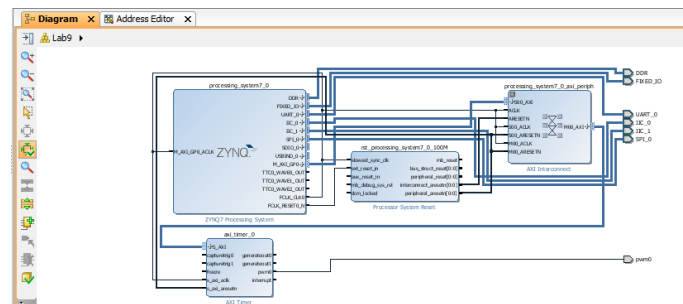 Diagram
Address Editor
Lab9
processing_system7_0
DDR
FIXED_IO
UART_0
IIC_0
IIC_1
SPI_0
SDIO_0
USBIND_0
M_AXI_GP0
M_AXI_GP0_ACLK
ZYNQ
TTC0_WAVE0_OUT
TTC0_WAVE1_OUT
TTC0_WAVE2_OUT
FCLK_CLK0
FCLK_RESET0_N
ZYNQ7 Processing System
rst_processing_system7_0_100M
slowest_sync_clk
mb_reset
ext_reset_in
bus_struct_reset[0:0]
aux_reset_in
peripheral_reset[0:0]
mb_debug_sys_rst
interconnect_aresetn[0:0]
dcm_locked
peripheral_aresetn[0:0]
Processor System Reset
processing_system7_0_axi_periph
S00_AXI
ACLK
ARESETN
S00_ACLK
M00_AXI
S00_ARESETN
M00_ACLK
M00_ARESETN
AXI Interconnect
DDR
FIXED_IO
UART_0
IIC_0
IIC_1
SPI_0
axi_timer_0
S_AXI
capturetrig0
generateout0
capturetrig1
generateout1
freeze
pwm0
s_axi_aclk
interrupt
s_axi_aresetn
AXI Timer
pwm0